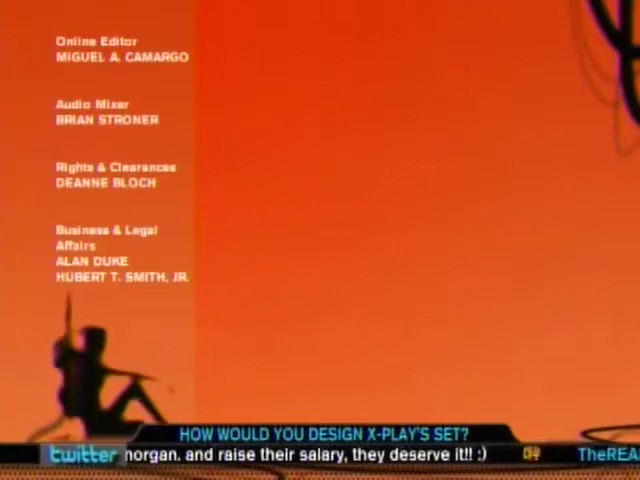 Online Editor
MIGUEL A. CAMARGO
Audio Mixer
BRIAN STRONER
Rights & Clearances
DEANNE BLOCH
Business & Legal
Affairs
ALAN DUKE
HUBERT T. SMITH, JR.
HOW WOULD YOU DESIGN X-PLAY'S SET?
twitter norgan. and raise their salary, they deserve it!! :) TheREA